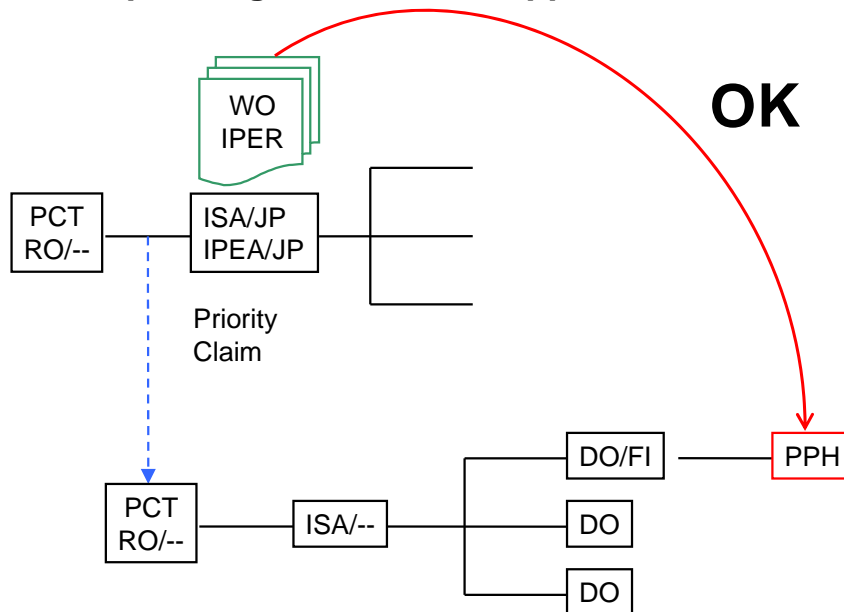 WO
IPER
OK
PCT
RO/--
ISA/JP
IPEA/JP
Priority
Claim
DO/FI
PPH
PCT
RO/--
ISA/--
DO
DO